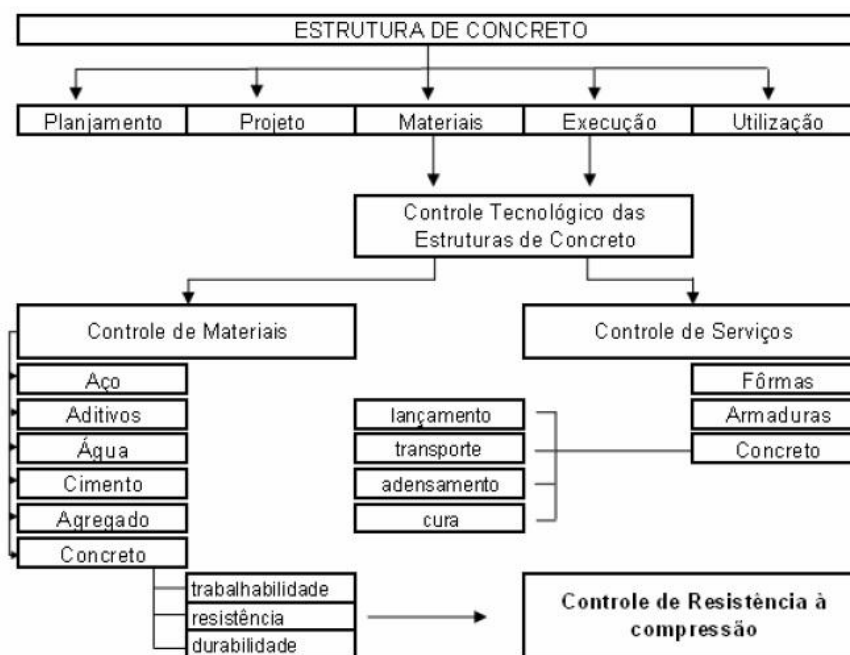 ESTRUTURA DE CONCRETO
Planjamento
Projeto
Materiais
Execução
Utilização
Controle Tecnológico das
Estruturas de Concreto
Controle de Materiais
Controle de Serviços
Aço
Aditivos
Água
Cimento
Agregado
Concreto
lançamento
transporte
adensamento
cura
Fôrmas
Armaduras
Concreto
trabalhabilidade
resistência
durabilidade
Controle de Resistência à
compressão